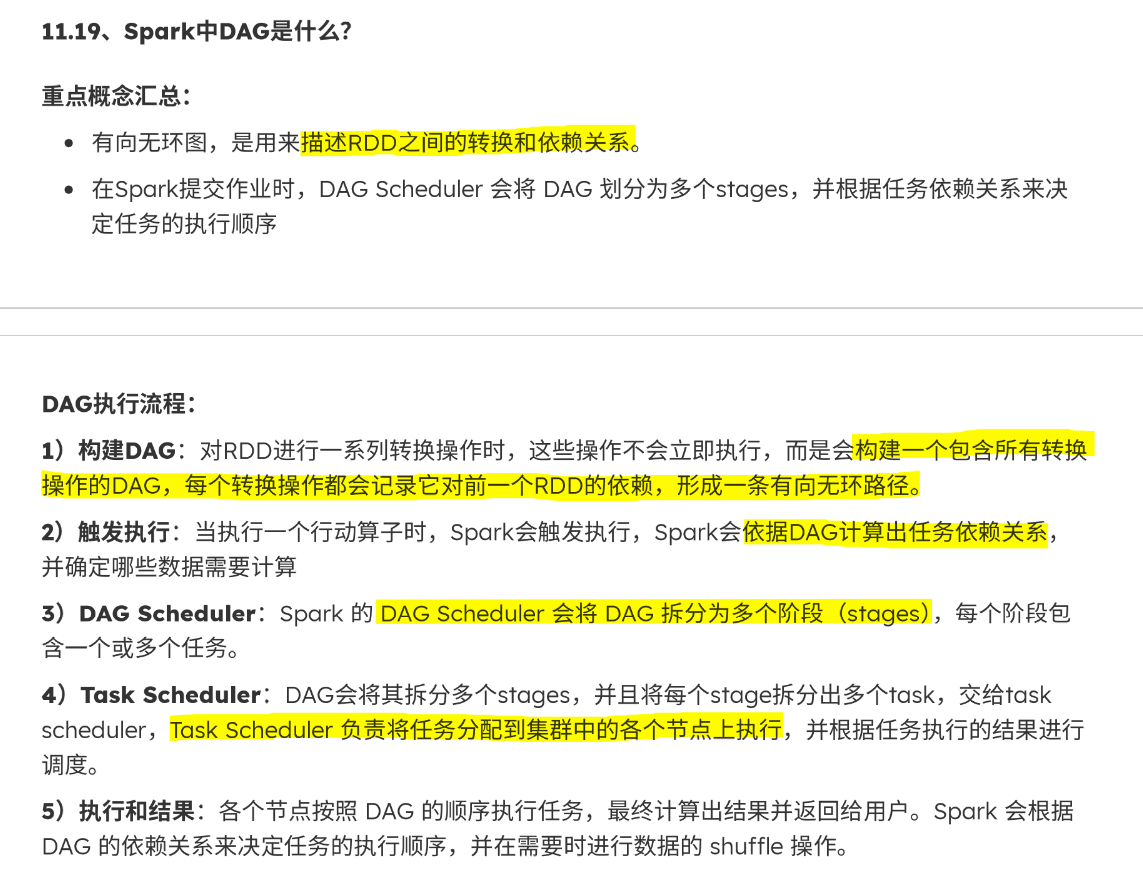 11.19、Spark中DAG是什么？
重点概念汇总：
• 有向无环图，是用来描述RDD之间的转换和依赖关系。
• 在Spark提交作业时，DAG Scheduler 会将 DAG 划分为多个stages，并根据任务依赖关系来决
定任务的执行顺序
DAG执行流程：
1）构建DAG：对RDD进行一系列转换操作时，这些操作不会立即执行，而是会构建一个包含所有转换
操作的DAG，每个转换操作都会记录它对前一个RDD的依赖，形成一条有向无环路径。
2）触发执行：当执行一个行动算子时，Spark会触发执行，Spark会依据DAG计算出任务依赖关系，
并确定哪些数据需要计算
3）DAG Scheduler：Spark 的 DAG Scheduler 会将 DAG 拆分为多个阶段（stages），每个阶段包
含一个或多个任务。
4）Task Scheduler：DAG会将其拆分多个stages，并且将每个stage拆分出多个task，交给task
scheduler，Task Scheduler 负责将任务分配到集群中的各个节点上执行，并根据任务执行的结果进行
调度。
5）执行和结果：各个节点按照 DAG 的顺序执行任务，最终计算出结果并返回给用户。Spark 会根据
DAG 的依赖关系来决定任务的执行顺序，并在需要时进行数据的 shuffle 操作。